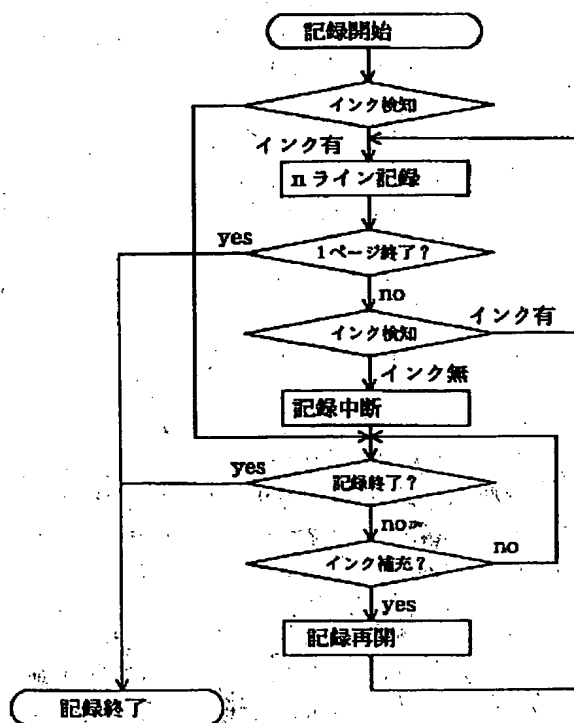 記録開始
インク検知
インク有
nライン記録
yes
1ページ終了?
no
インク検知
インク有
インク無
記録中断
yes
記録終了?
no
no
インク補充?
yes
記録再開
記録終了